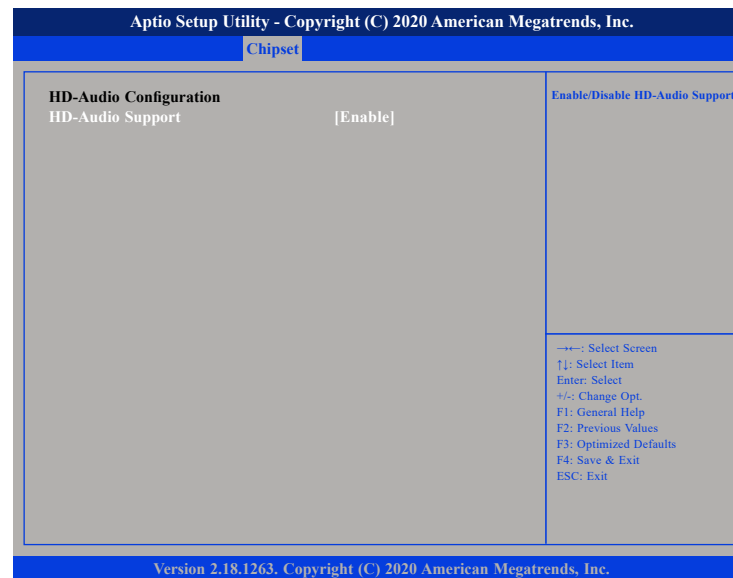 Aptio Setup Utility - Copyright (C) 2020 American Megatrends, Inc.
Chipset
HD-Audio Configuration
HD-Audio Support [Enable]
Enable/Disable HD-Audio Support
→←: Select Screen
↑↓: Select Item
Enter: Select
+/-: Change Opt.
F1: General Help
F2: Previous Values
F3: Optimized Defaults
F4: Save & Exit
ESC: Exit
Version 2.18.1263. Copyright (C) 2020 American Megatrends, Inc.